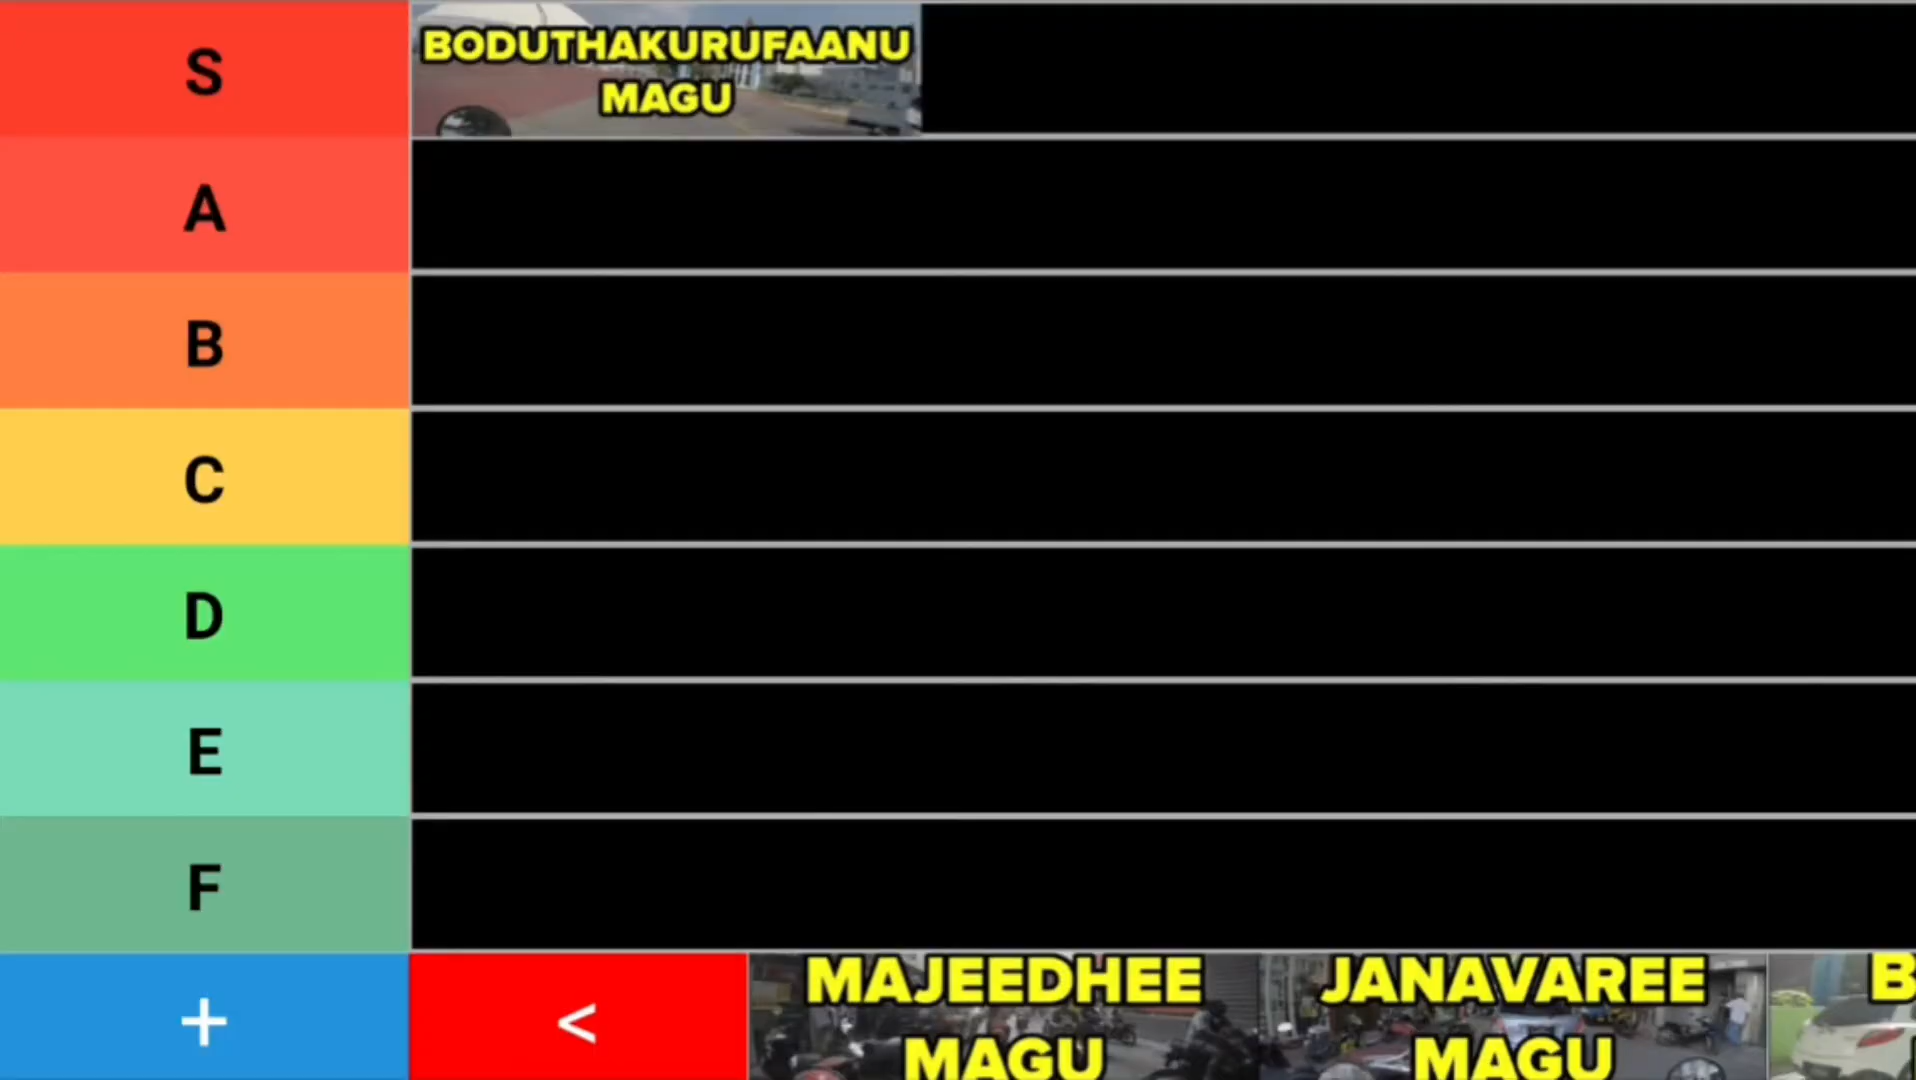 S
BODUTHAKURUFAANU
MAGU
A
B
C
D
E
F
+
<
MAJEEDHEE
MAGU
JANAVAREE
MAGU
B